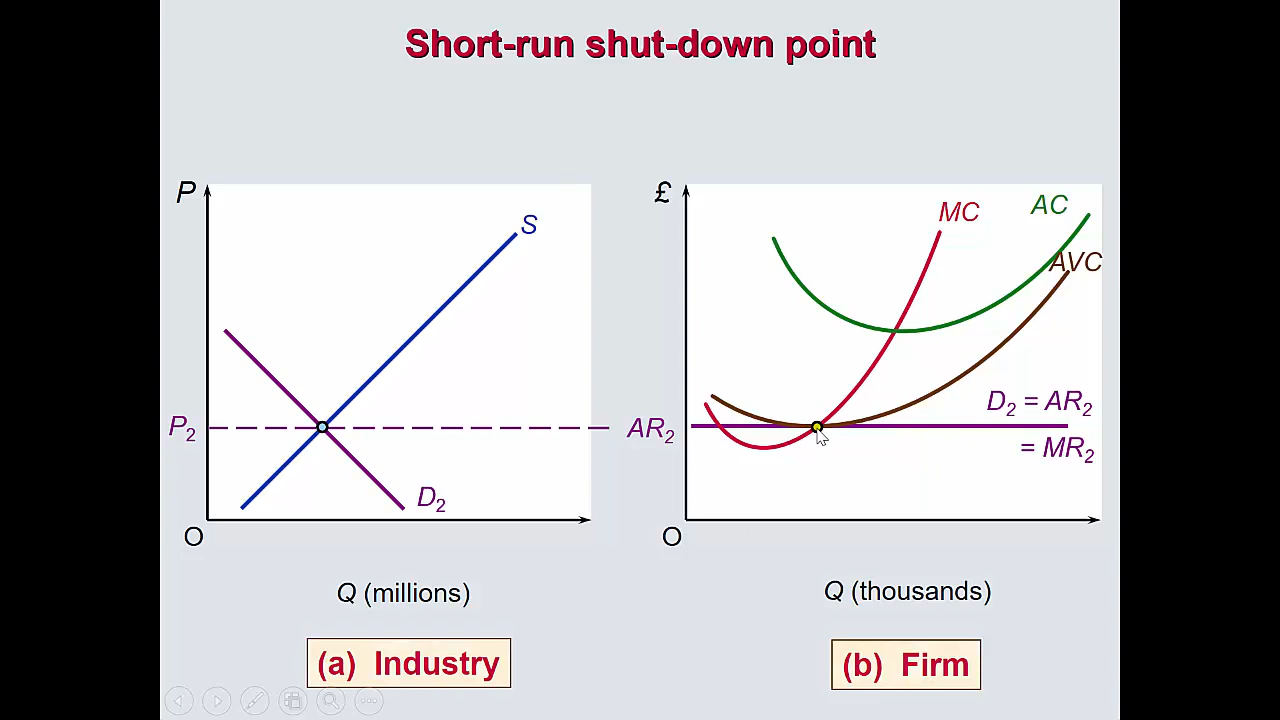 Short-run shut-down point
P
S
P₂
D₂
O
Q (millions)
(a) Industry
£
MC
AC
AVC
D₂ = AR₂
AR₂
= MR₂
O
Q (thousands)
(b) Firm